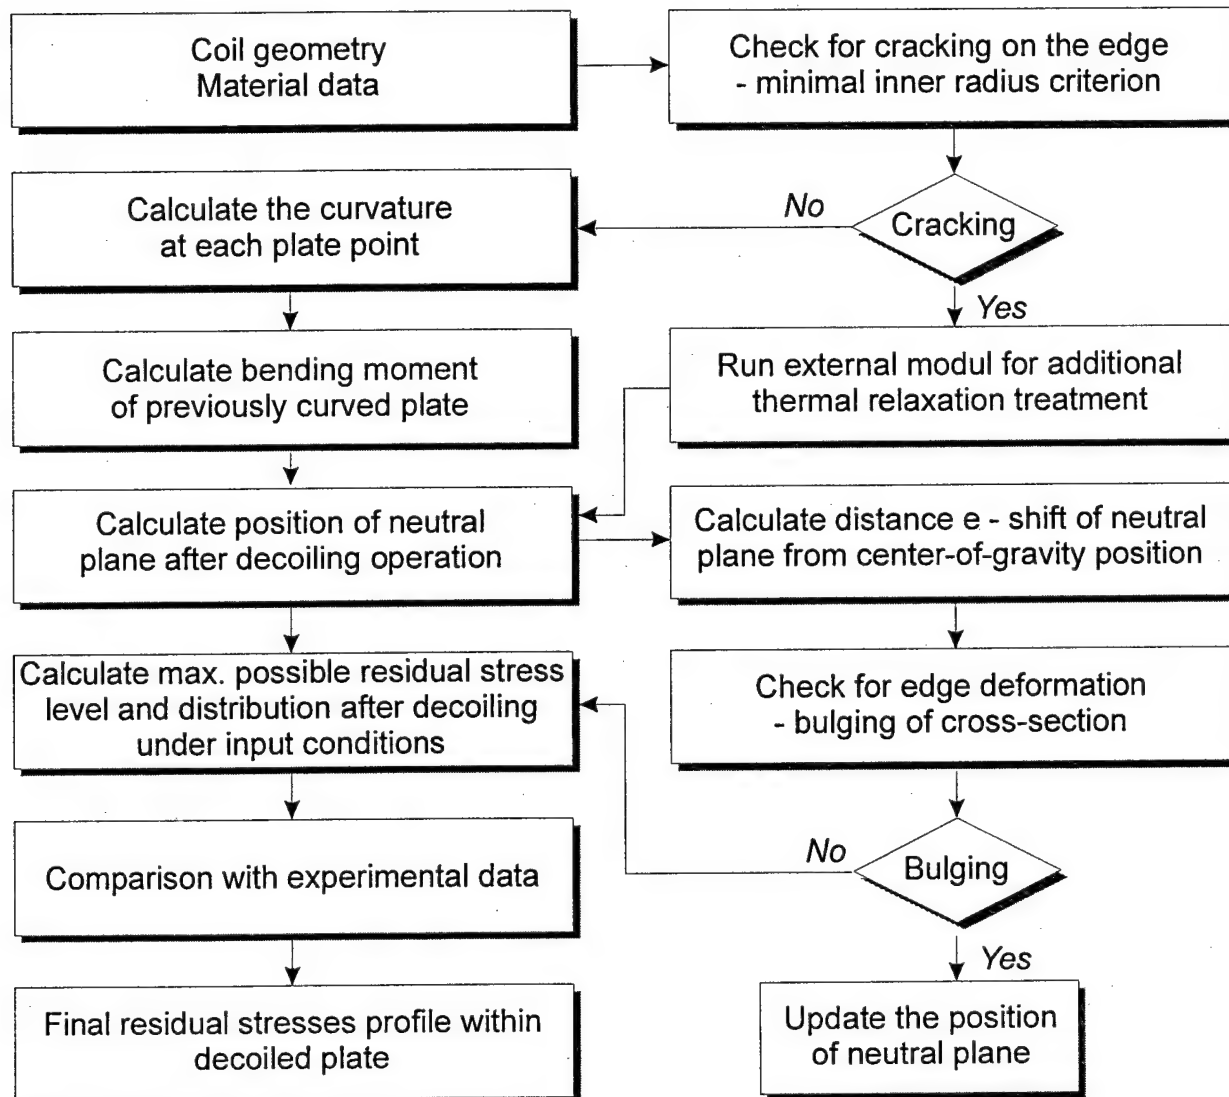 Coil geometry
Material data
Check for cracking on the edge
- minimal inner radius criterion
Calculate the curvature
at each plate point
No
Cracking
Yes
Calculate bending moment
of previously curved plate
Run external modul for additional
thermal relaxation treatment
Calculate position of neutral
plane after decoiling operation
Calculate distance e - shift of neutral
plane from center-of-gravity position
Calculate max. possible residual stress
level and distribution after decoiling
under input conditions
Check for edge deformation
- bulging of cross-section
Comparison with experimental data
No
Bulging
Yes
Final residual stresses profile within
decoiled plate
Update the position
of neutral plane